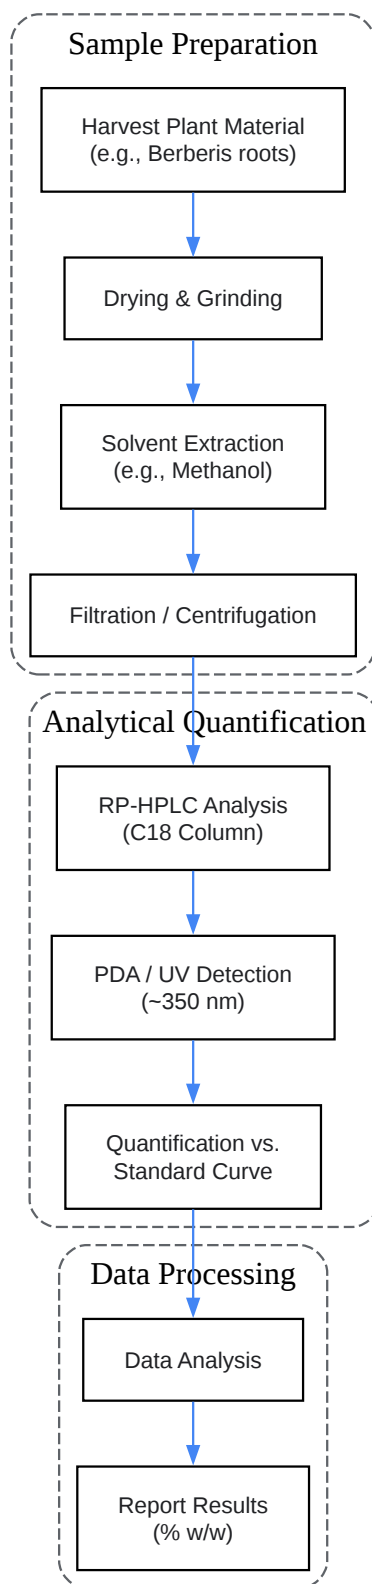 Sample Preparation
Harvest Plant Material
(e.g., Berberis roots)
Drying & Grinding
Solvent Extraction
(e.g., Methanol)
Filtration / Centrifugation
Analytical Quantification
RP-HPLC Analysis
(C18 Column)
PDA / UV Detection
(~350 nm)
Quantification vs.
Standard Curve
Data Processing
Data Analysis
Report Results
(% w/w)